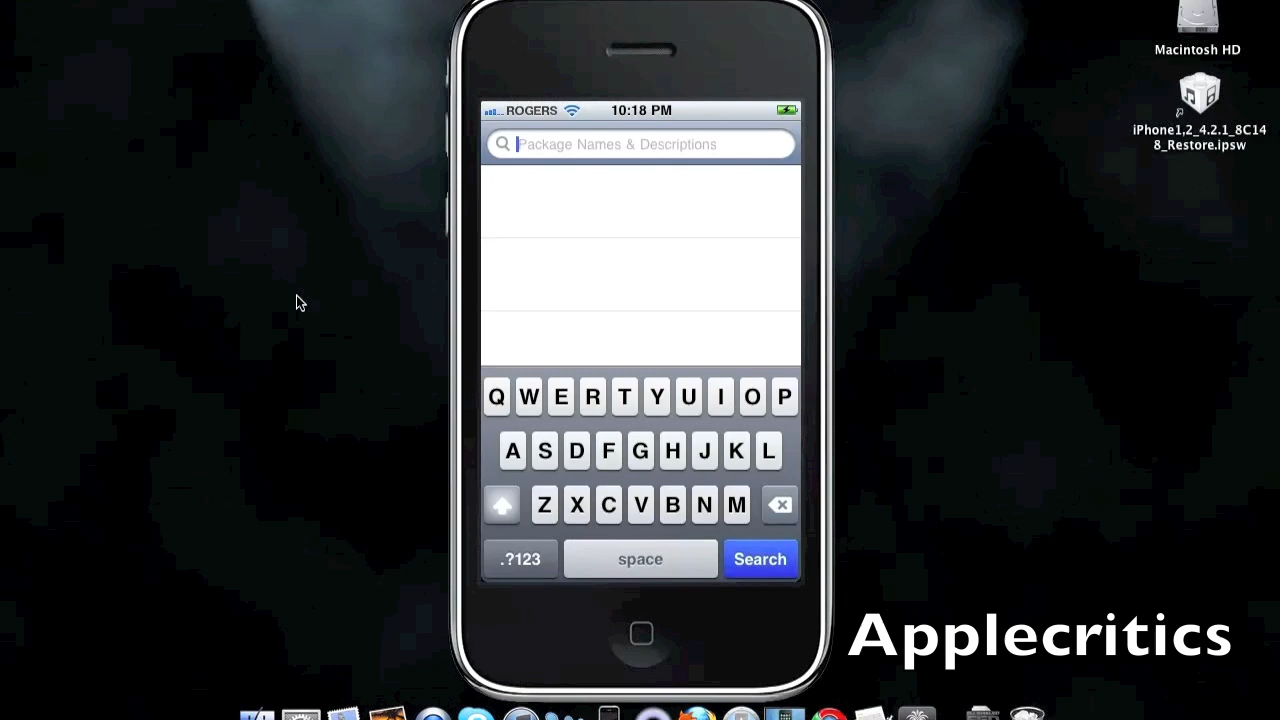 Macintosh HD
iPhone1,2_4.2.1_8C14
8_Restore.ipsw
ROGERS 10:18 PM
Package Names & Descriptions
Q W E R T Y U I O P
A S D F G H J K L
Z X C V B N M
.?123 space Search
Applecritics